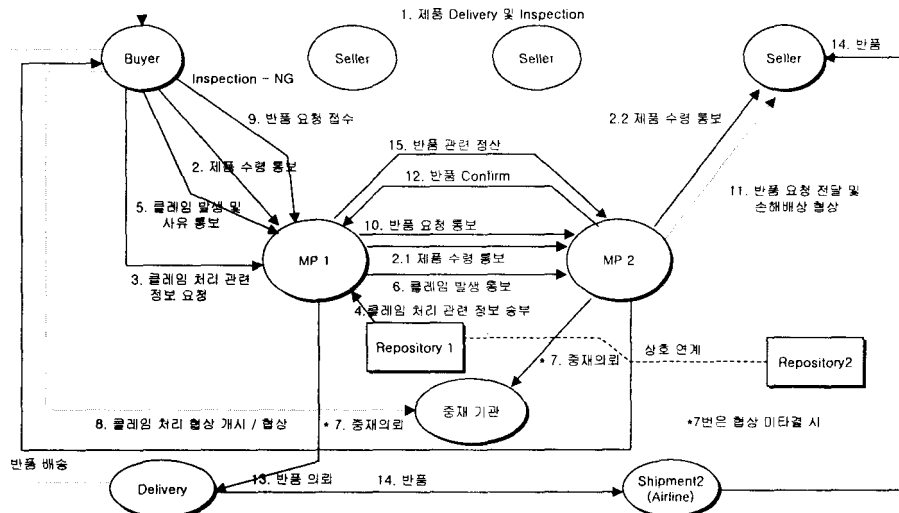 1. 제품 Delivery 및 Inspection
Buyer
Seller
Seller
Seller
14. 반품
Inspection - NG
9. 반품 요청 접수
2.2 제품 수령 통보
15. 반품 관련 정산
2. 제품 수령 통보
12. 반품 Confirm
11. 반품 요청 전달 및
손해배상 협상
5. 클레임 발생 및
사유 통보
10. 반품 요청 통보
MP 1
MP 2
2.1 제품 수령 통보
3. 클레임 처리 관련
정보 요청
6. 클레임 발생 통보
4.클레임 처리 관련 정보 송부
Repository 1
상호 연계
Repository2
* 7. 중재의뢰
중재 기관
8. 클레임 처리 협상 개시 / 협상
* 7. 중재의뢰
*7번은 협상 미타결 시
반품 배송
Delivery
13. 반품 의뢰
14. 반품
Shipment2
(Airline)